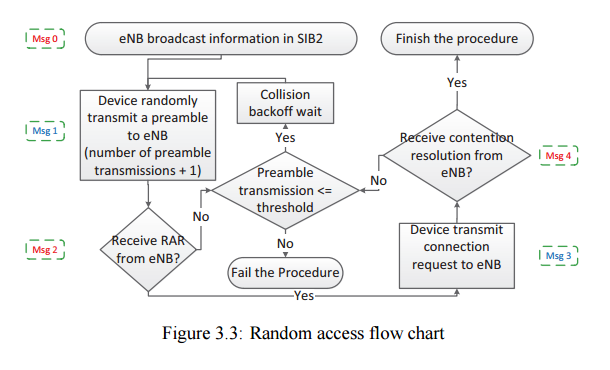 Msg 0
eNB broadcast information in SIB2
Finish the procedure
Yes
Collision
backoff wait
Msg 1
Device randomly
transmit a preamble
to eNB
(number of preamble
transmissions + 1)
Yes
Receive contention
resolution from
eNB?
Msg 4
Preamble
transmission <=
threshold
No
No
Msg 2
Receive RAR
from eNB?
No
Fail the Procedure
Device transmit
connection
request to eNB
Msg 3
Yes
Figure 3.3: Random access flow chart